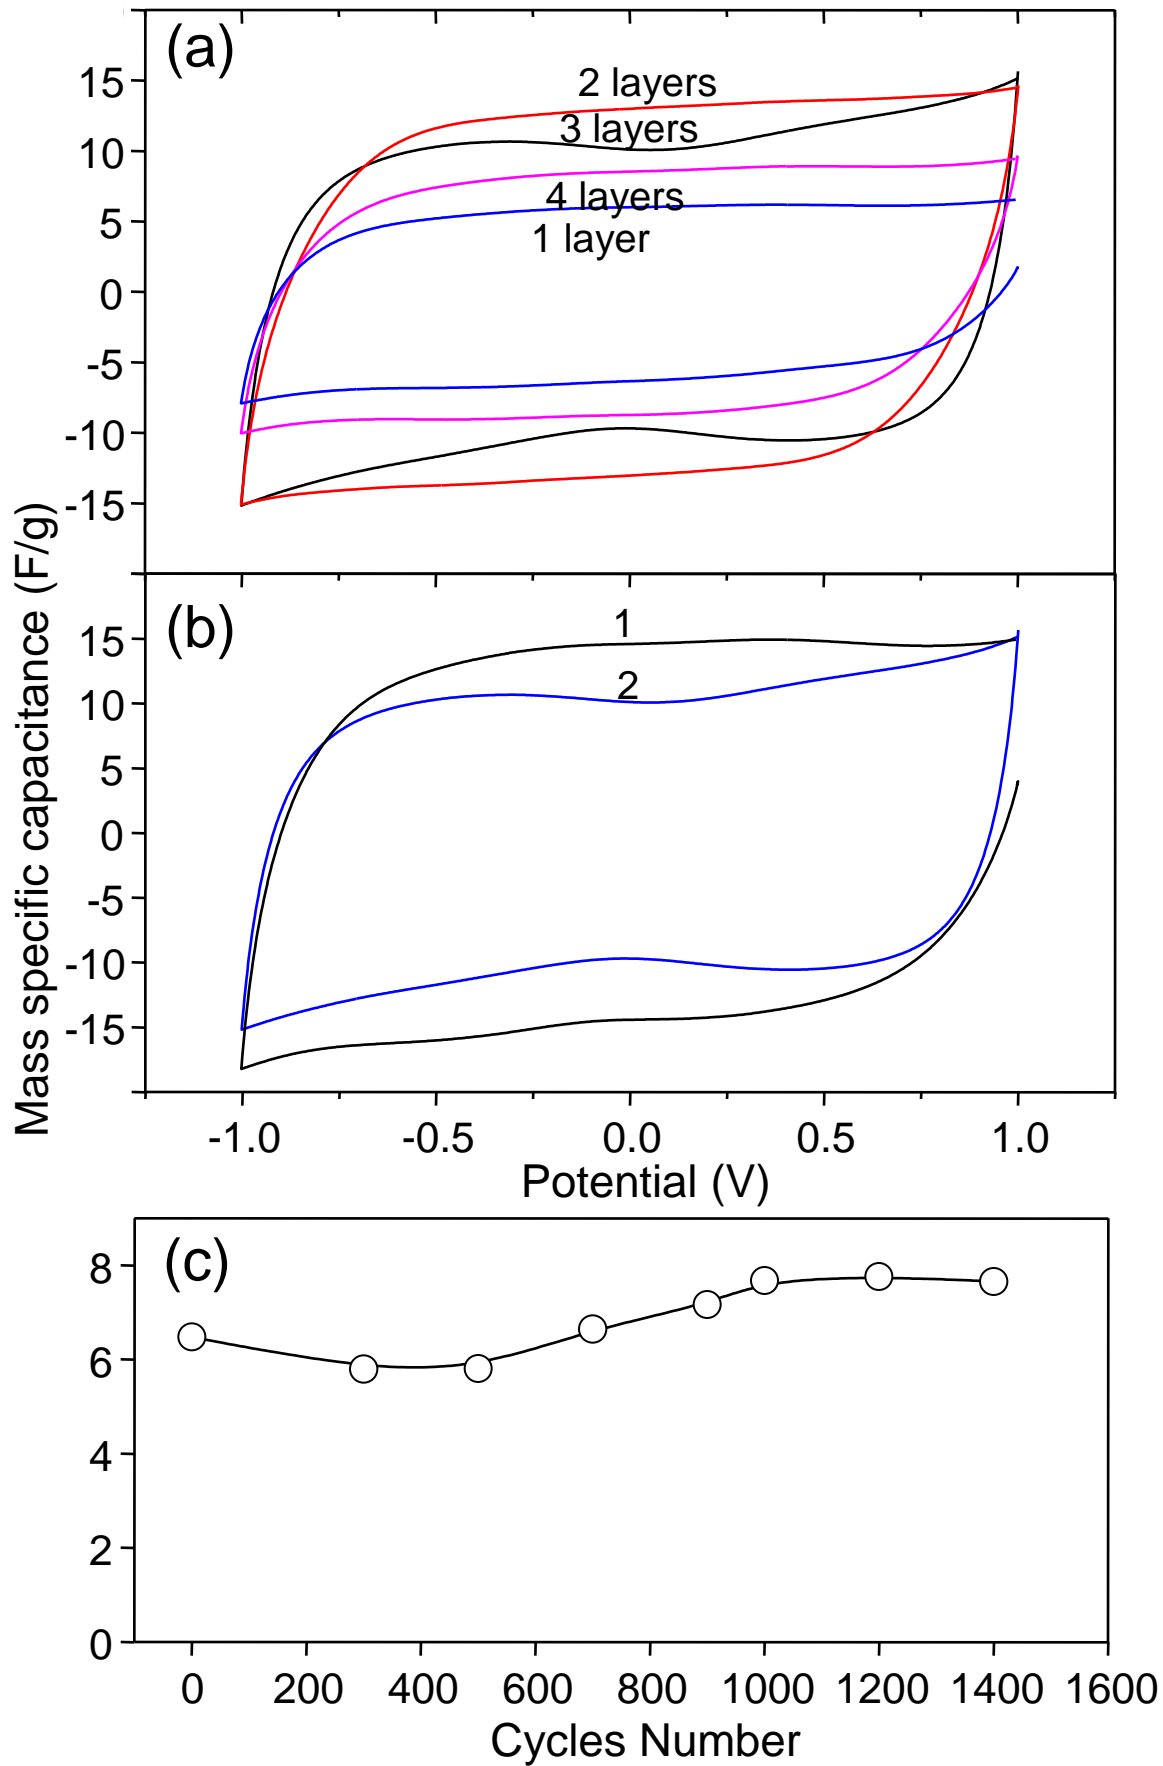 (a)
2 layers
3 layers
4 layers
1 layer
15
10
5
0
-5
-10
-15
Mass specific capacitance (F/g)
(b)
1
2
15
10
5
0
-5
-10
-15
-1.0 -0.5 0.0 0.5 1.0
Potential (V)
(c)
8
6
4
2
0
0 200 400 600 800 1000 1200 1400 1600
Cycles Number